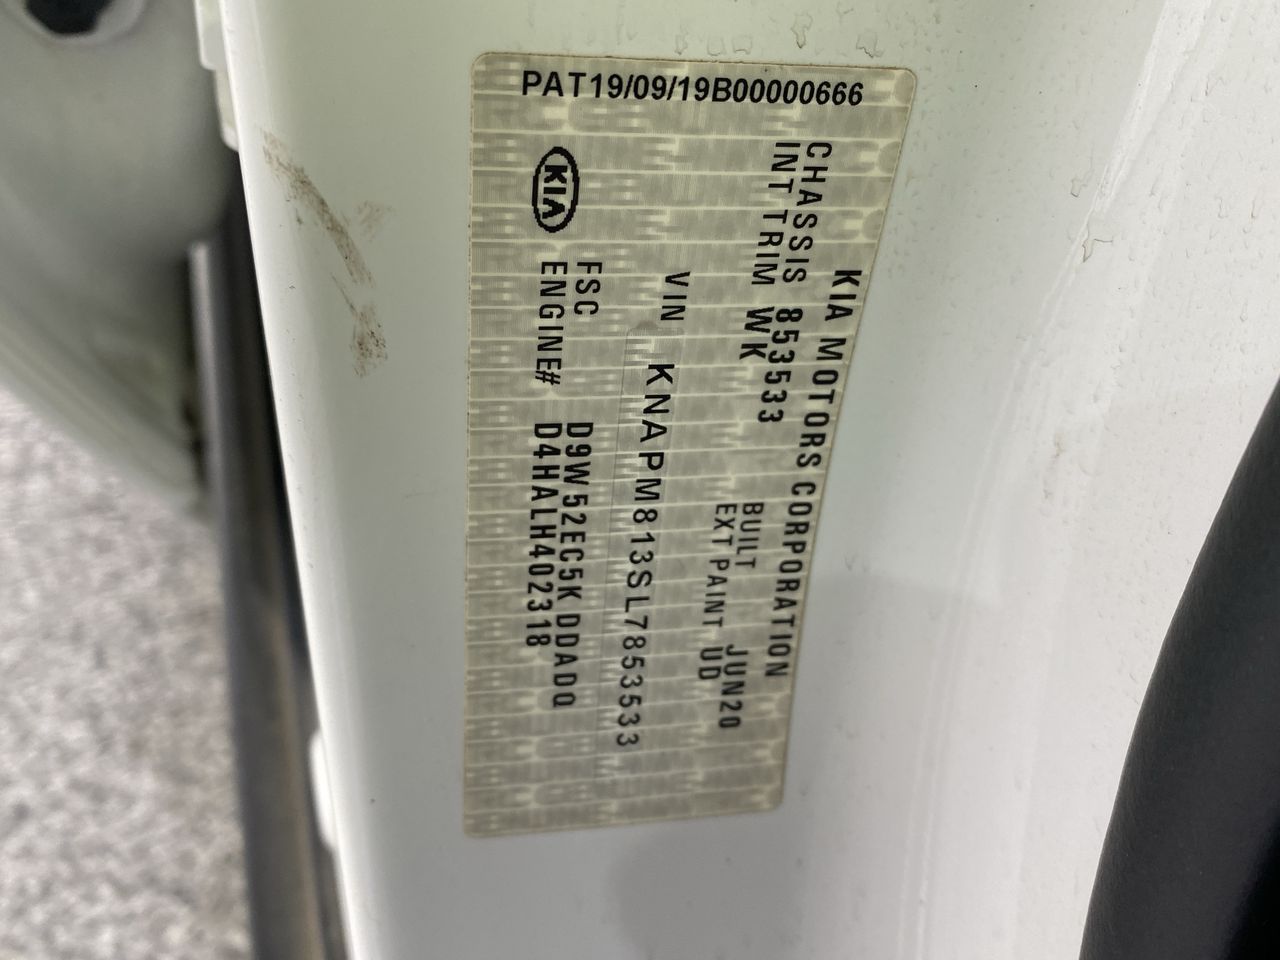 PAT19/09/19B00000666
KIA MOTORS CORPORATION
CHASSIS 853533 BUILT JUN20
INT TRIM WK EXT PAINT UD
VIN KNAPM813SL7853533
KIA FSC D9W52EC5K DDADQ
ENGINE# D4HALH402318